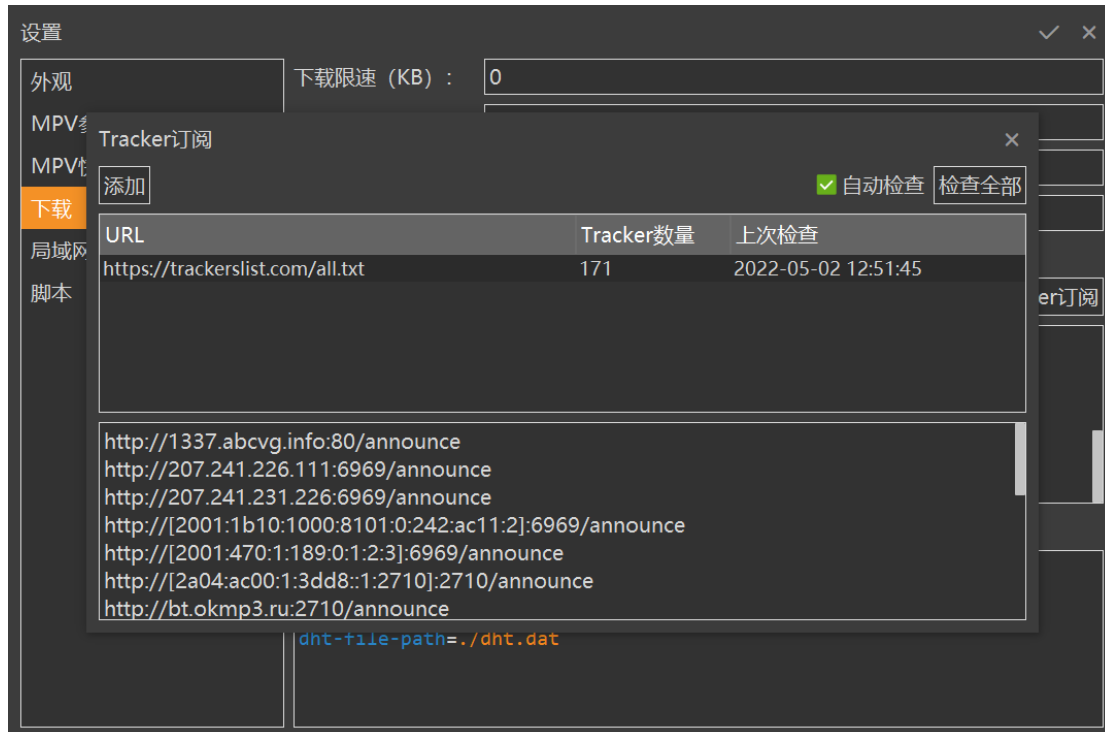 设置
外观
下载限速（KB）: 0
MPV
Tracker订阅
MPV
添加
自动检查 检查全部
下载
URL Tracker数量 上次检查
局域
https://trackerslist.com/all.txt 171 2022-05-02 12:51:45
脚本
er订阅
http://1337.abcvg.info:80/announce
http://207.241.226.111:6969/announce
http://207.241.231.226:6969/announce
http://[2001:1b10:1000:8101:0:242:ac11:2]:6969/announce
http://[2001:470:1:189:0:1:2:3]:6969/announce
http://[2a04:ac00:1:3dd8::1:2710]:2710/announce
http://bt.okmp3.ru:2710/announce
dht-file-path=./dht.dat